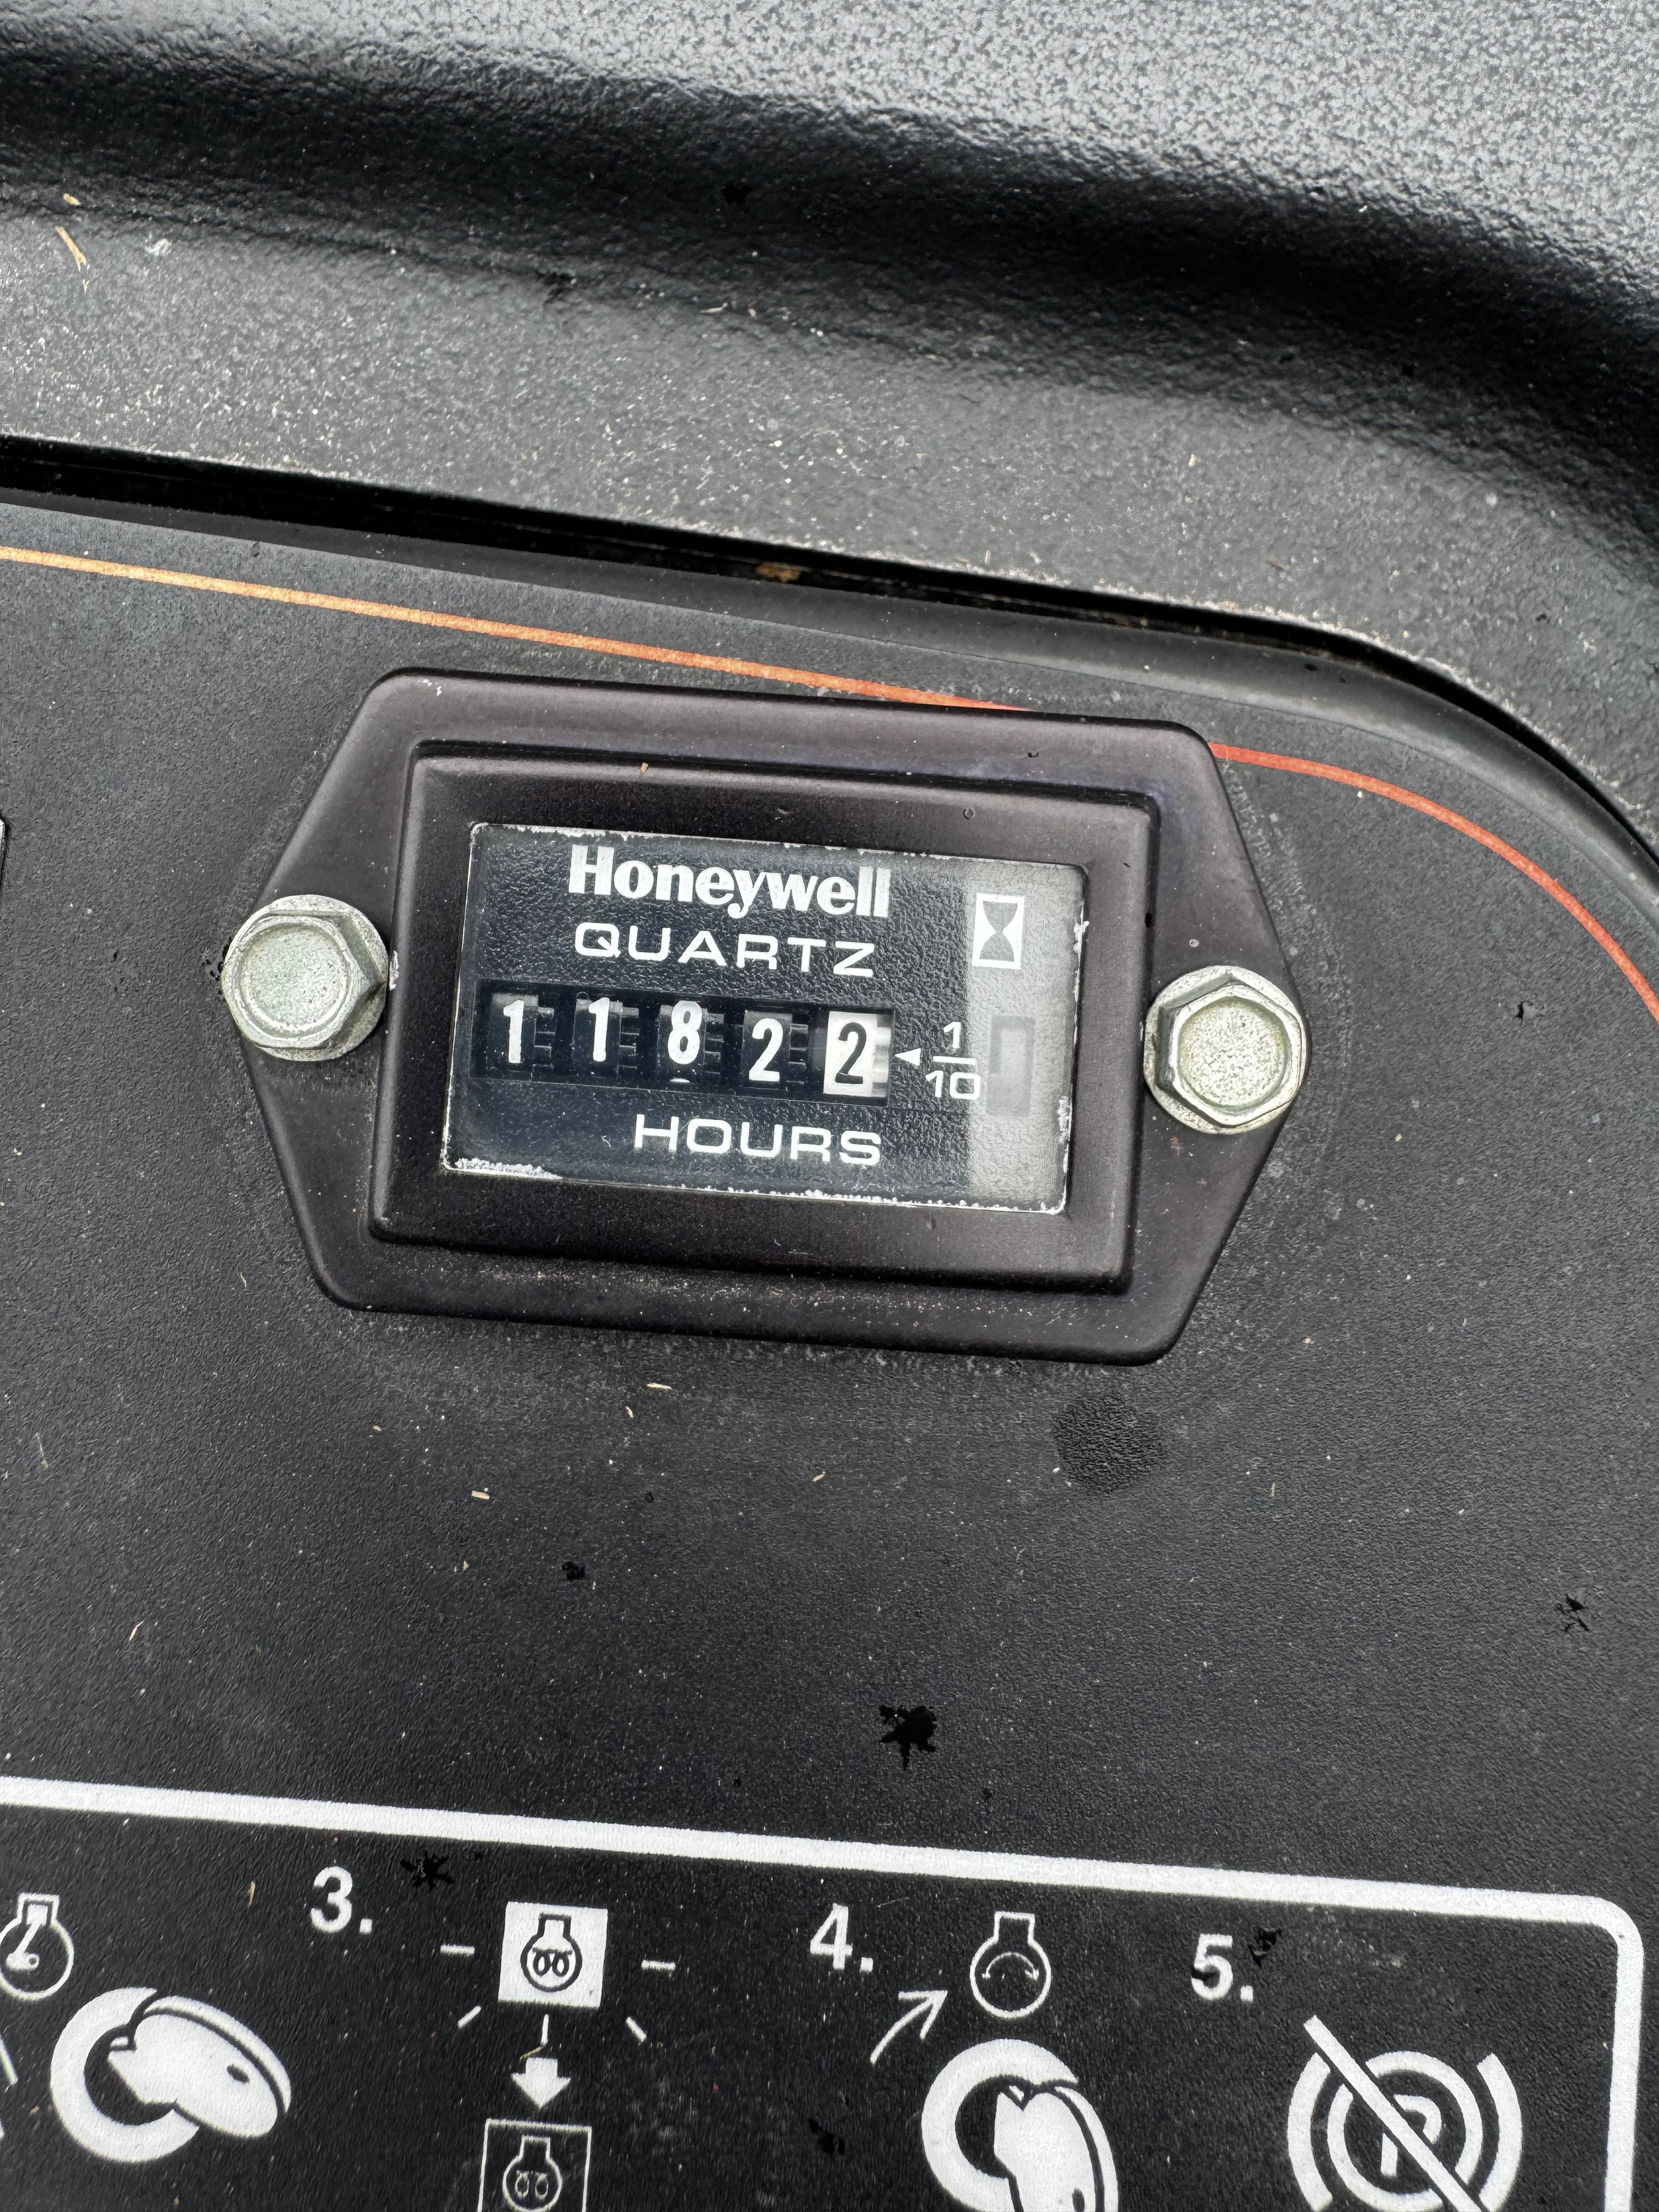 Honeywell
QUARTZ
11822 1/10
HOURS
3. 4. 5.
P